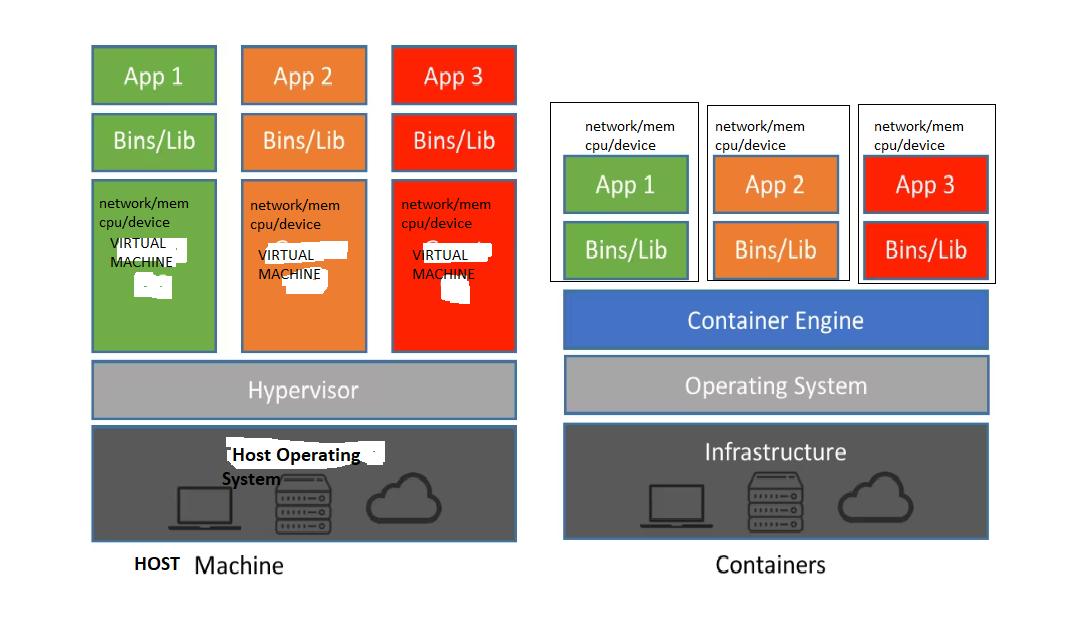 App 1
App 2
App 3
Bins/Lib
Bins/Lib
Bins/Lib
network/mem
cpu/device
VIRTUAL
MACHINE
network/mem
cpu/device
VIRTUAL
MACHINE
network/mem
cpu/device
VIRTUAL
MACHINE
Hypervisor
Host Operating
System
HOST Machine
network/mem
cpu/device
App 1
Bins/Lib
network/mem
cpu/device
App 2
Bins/Lib
network/mem
cpu/device
App 3
Bins/Lib
Container Engine
Operating System
Infrastructure
Containers